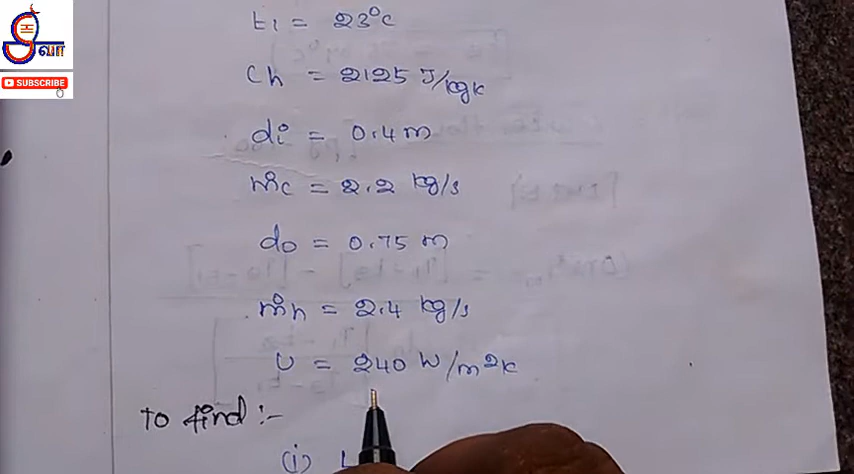 ஜீவா
SUBSCRIBE
t1 = 23°C
Ch = 2125 J/kgK
di = 0.4m
ṁc = 2.2 kg/s
do = 0.75 m
ṁh = 2.4 kg/s
U = 240 W/m2K
To find :-
(i) L